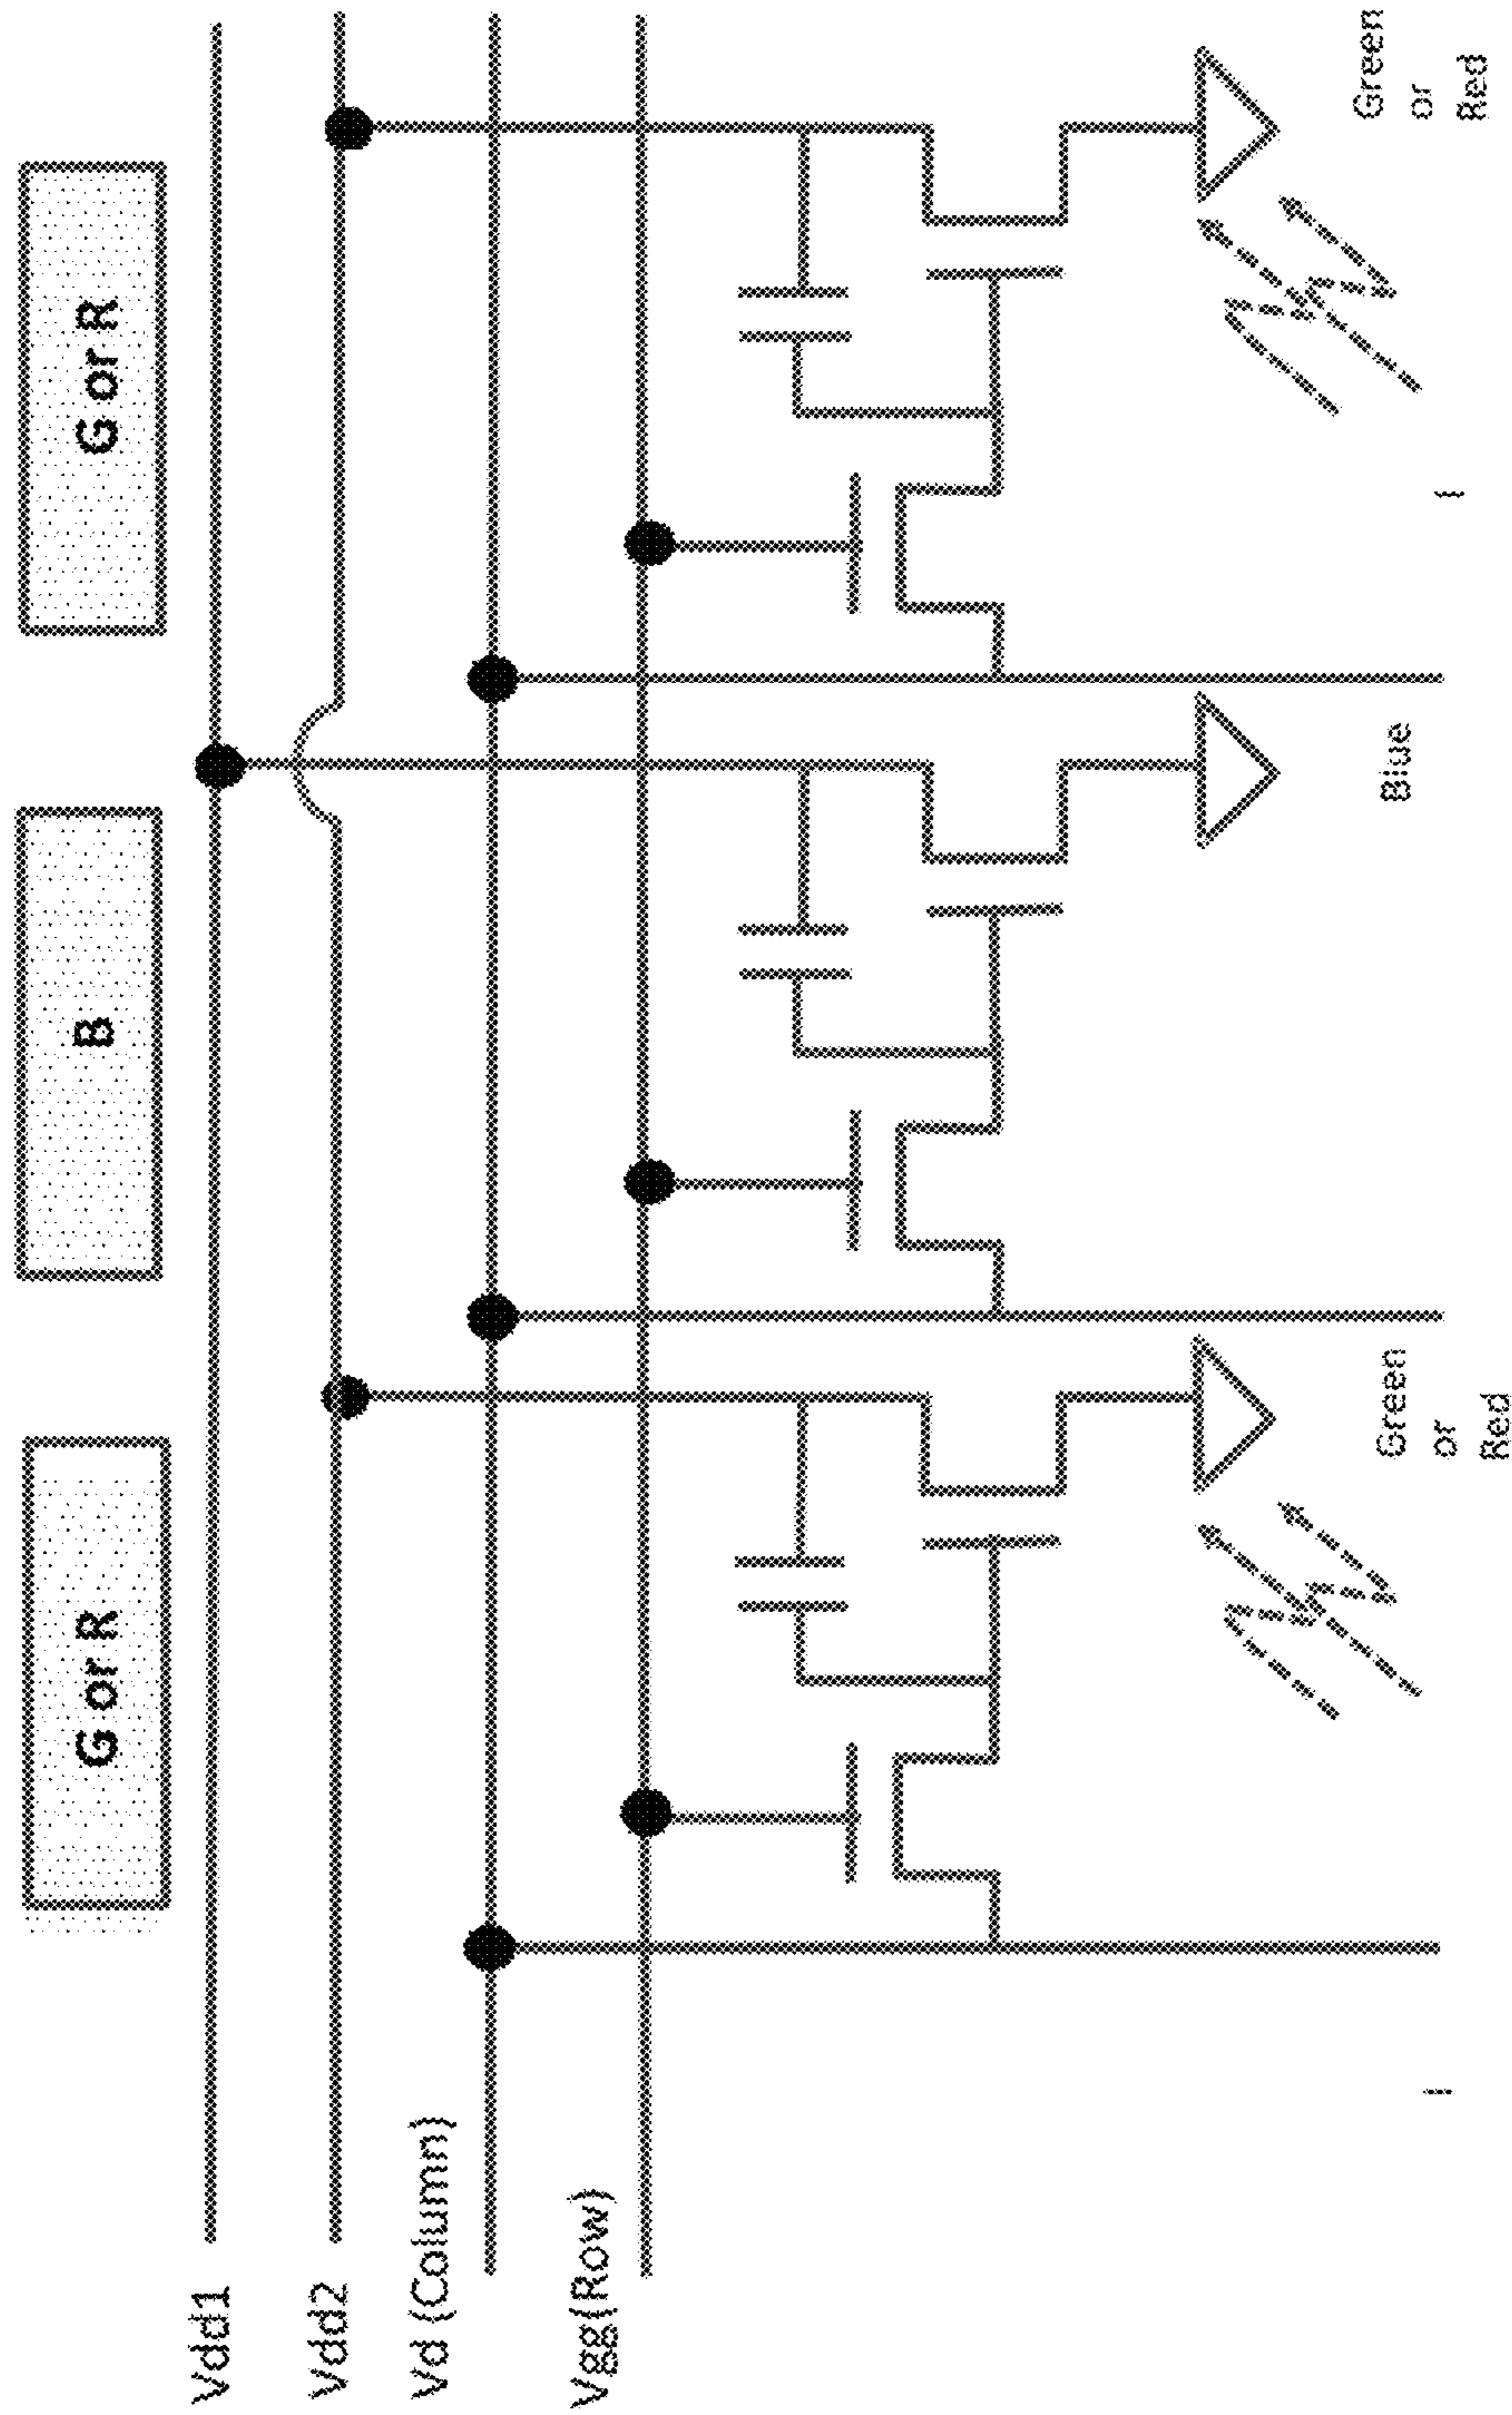 G or R
B
G or R
Vdd1
Vdd2
Vd (Column)
Vgg(Row)
Green
or
Red
Blue
Green
or
Red